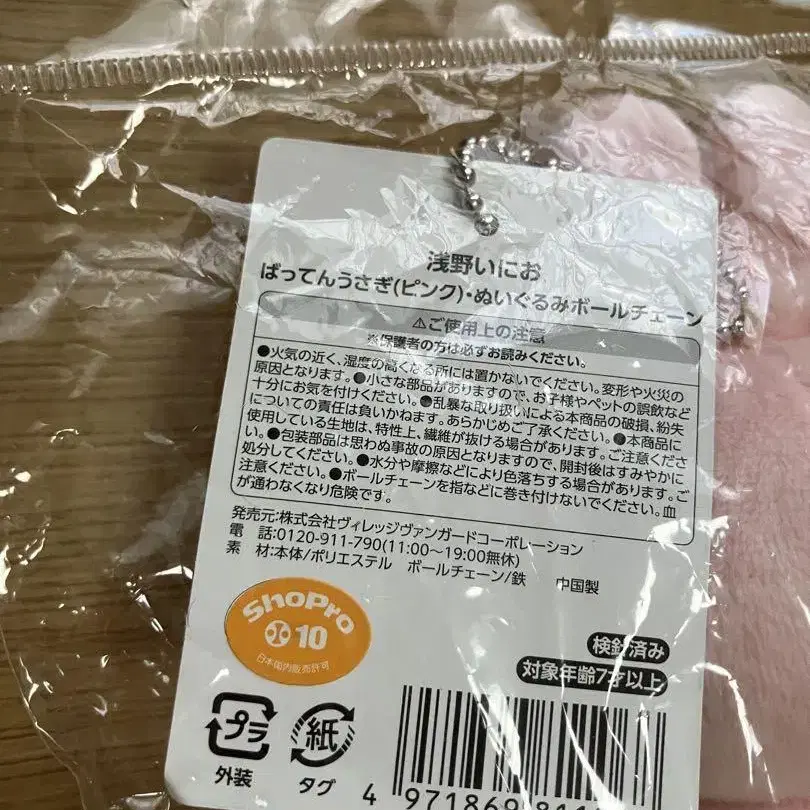 浅野いにお
ばってんうさぎ(ピンク)・ぬいぐるみボールチェーン
⚠ご使用上の注意
※保護者の方は必ずお読みください。
●火気の近く、湿度の高くなる所には置かないでください。変形や火災の
原因となります。●小さな部品がありますので、お子様やペットの誤飲など
十分にお気を付けください。●乱暴な取り扱いによる本商品の破損、紛失
についての責任は負いかねます。あらかじめご了承ください。●本商品に
使用している生地は、特性上、繊維が抜ける場合があります。ご注意くださ
い。●包装部品は思わぬ事故の原因となりますので、開封後はすみやかに
処分してください。●水分や摩擦などにより色落ちする場合があります。ご
注意ください。●ボールチェーンを指などに巻き付けないでください。血
が通わなくなり危険です。
発売元:株式会社ヴィレッジヴァンガードコーポレーション
電 話:0120-911-790(11:00~19:00無休)
素 材:本体/ポリエステル ボールチェーン/鉄 中国製
ShoPro
10
日本国内販売許可
検針済み
対象年齢7才以上
プラ
外装
紙
タグ
4 971869